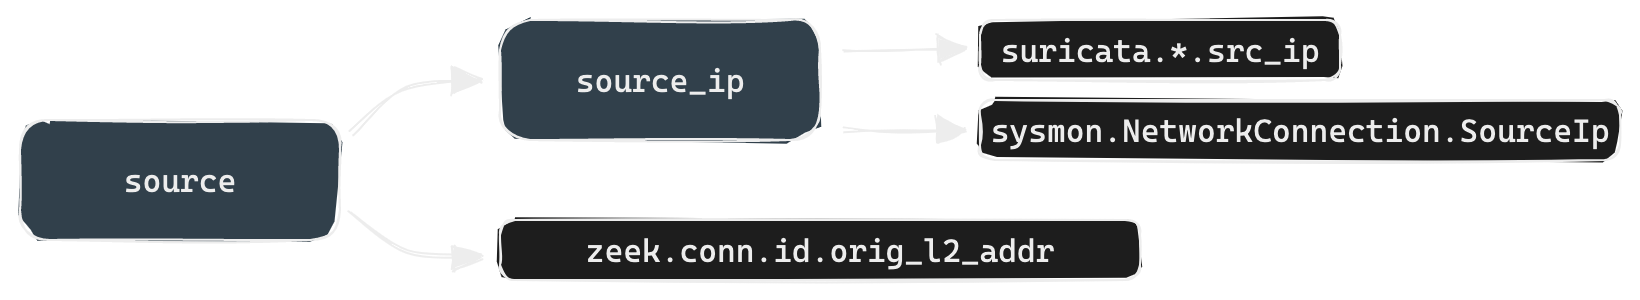 source
source_ip
suricata.*.src_ip
sysmon.NetworkConnection.SourceIp
zeek.conn.id.orig_l2_addr